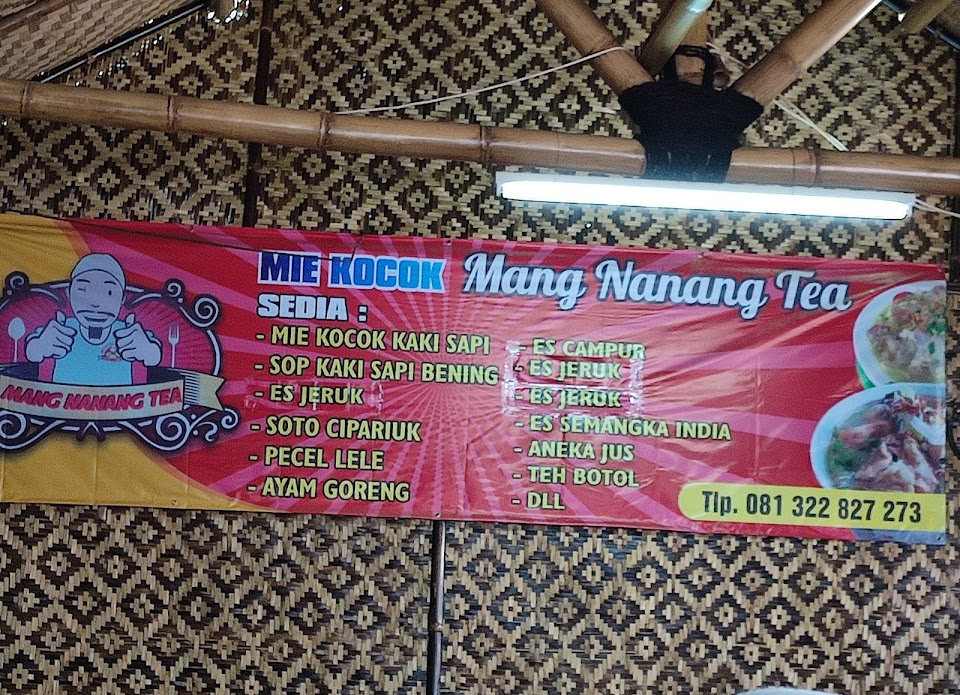 MIE KOCOK Mang Nanang Tea
SEDIA :
- MIE KOCOK KAKI SAPI
- SOP KAKI SAPI BENING
- ES JERUK
- SOTO CIPARIUK
- PECEL LELE
- AYAM GORENG
- ES CAMPUR
- ES JERUK
- ES JERUK
- ES SEMANGKA INDIA
- ANEKA JUS
- TEH BOTOL
- DLL
MANG NANANG TEA
Tlp. 081 322 827 273